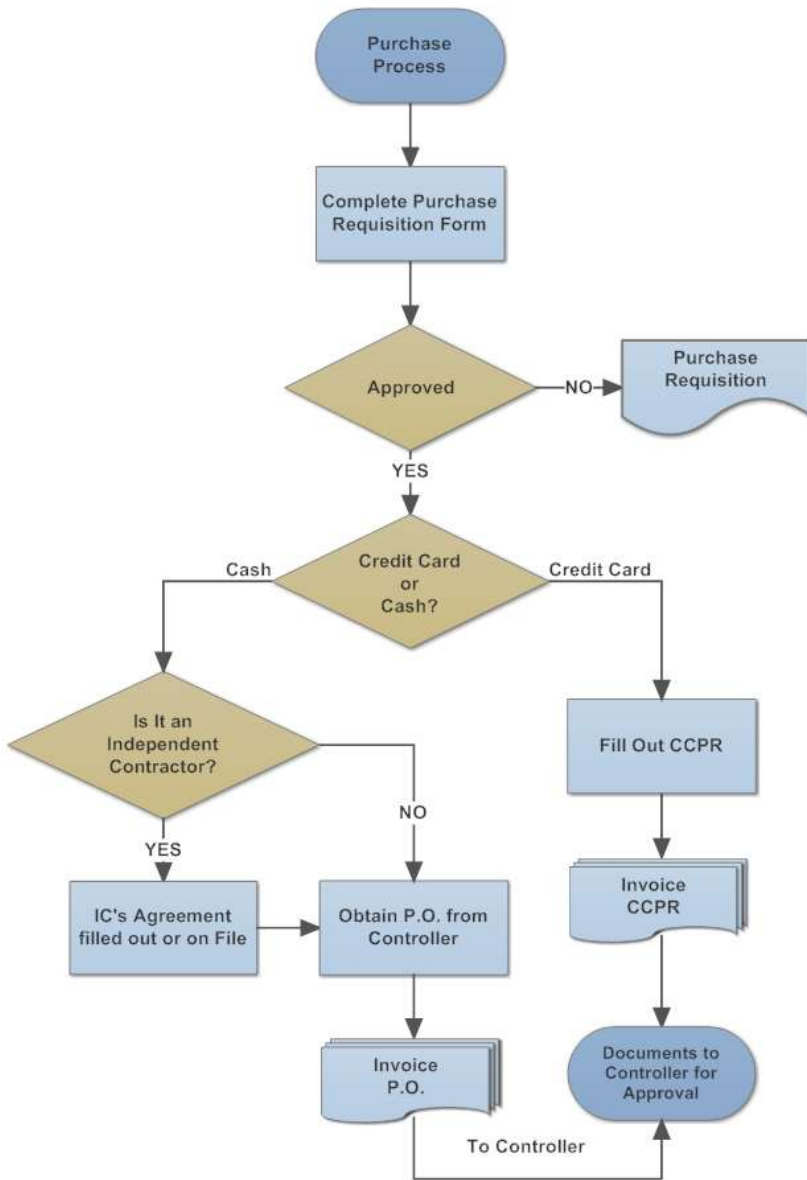 Purchase
Process
Complete Purchase
Requisition Form
Approved
NO
Purchase
Requisition
YES
Cash
Credit Card
or
Cash?
Credit Card
Is It an
Independent
Contractor?
Fill Out CCPR
NO
YES
IC's Agreement
filled out or on File
Obtain P.O. from
Controller
Invoice
CCPR
Invoice
P.O.
Documents to
Controller for
Approval
To Controller